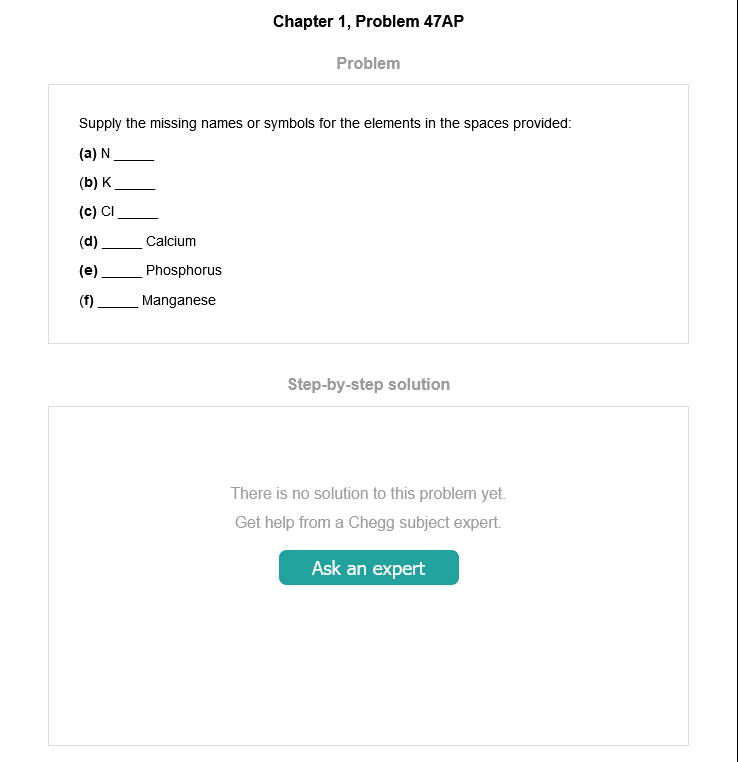 Chapter 1, Problem 47AP
Problem
Supply the missing names or symbols for the elements in the spaces provided:
(a) N _____
(b) K _____
(c) Cl _____
(d) _____ Calcium
(e) _____ Phosphorus
(f) _____ Manganese
Step-by-step solution
There is no solution to this problem yet.
Get help from a Chegg subject expert.
Ask an expert